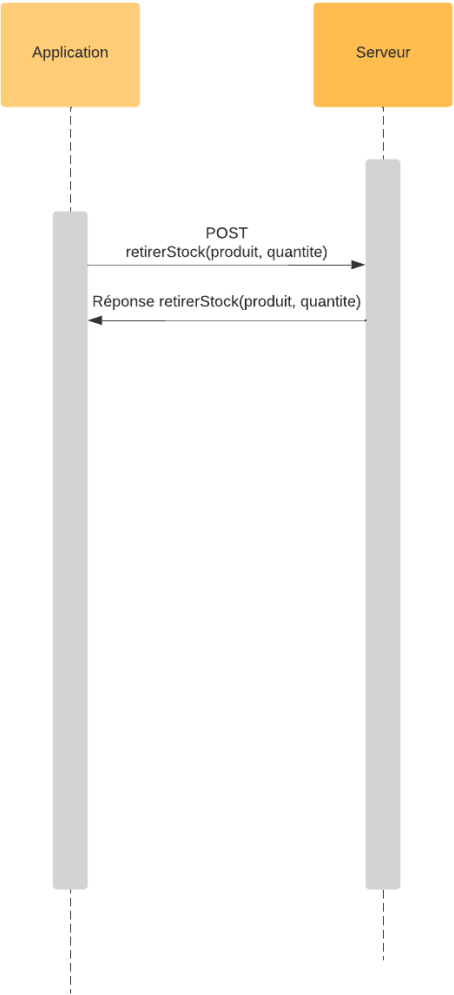 Application
Serveur
POST
retirerStock(produit, quantite)
Réponse retirerStock(produit, quantite)